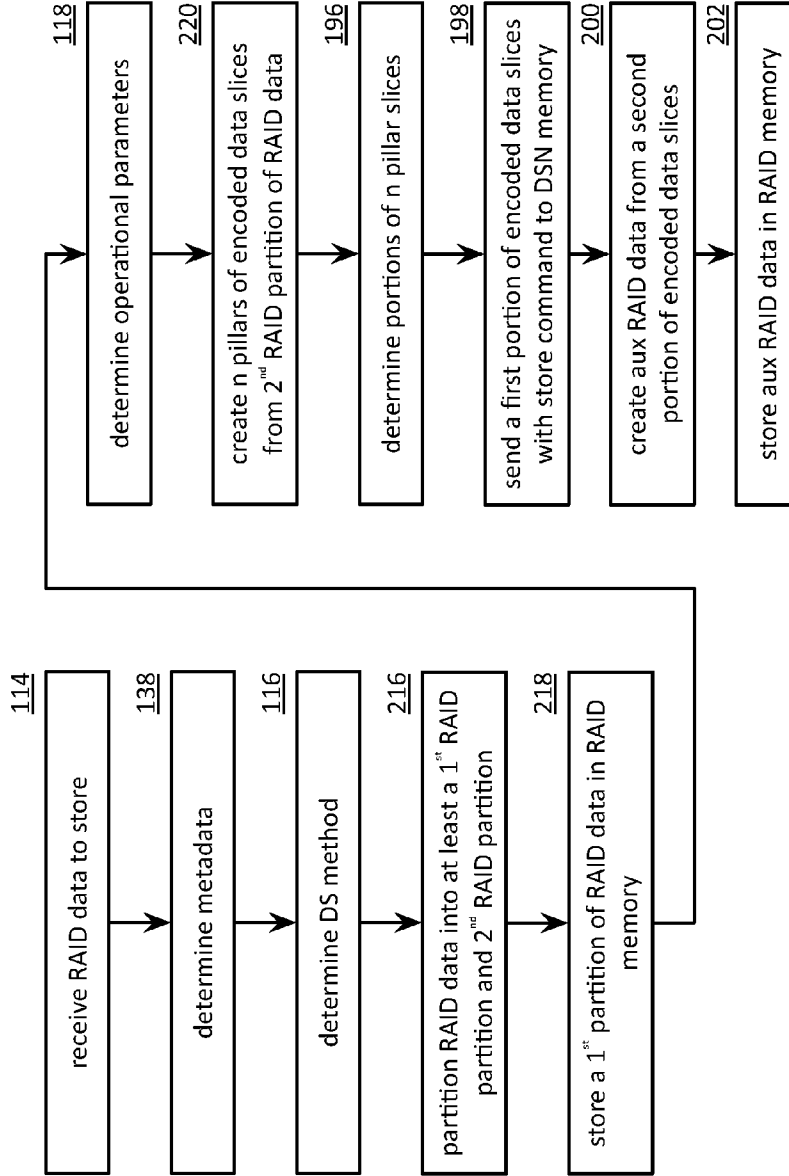 114
receive RAID data to store
138
determine metadata
116
determine DS method
216
partition RAID data into at least a 1st RAID
partition and 2nd RAID partition
218
store a 1st partition of RAID data in RAID
memory
118
determine operational parameters
220
create n pillars of encoded data slices
from 2nd RAID partition of RAID data
196
determine portions of n pillar slices
198
send a first portion of encoded data slices
with store command to DSN memory
200
create aux RAID data from a second
portion of encoded data slices
202
store aux RAID data in RAID memory